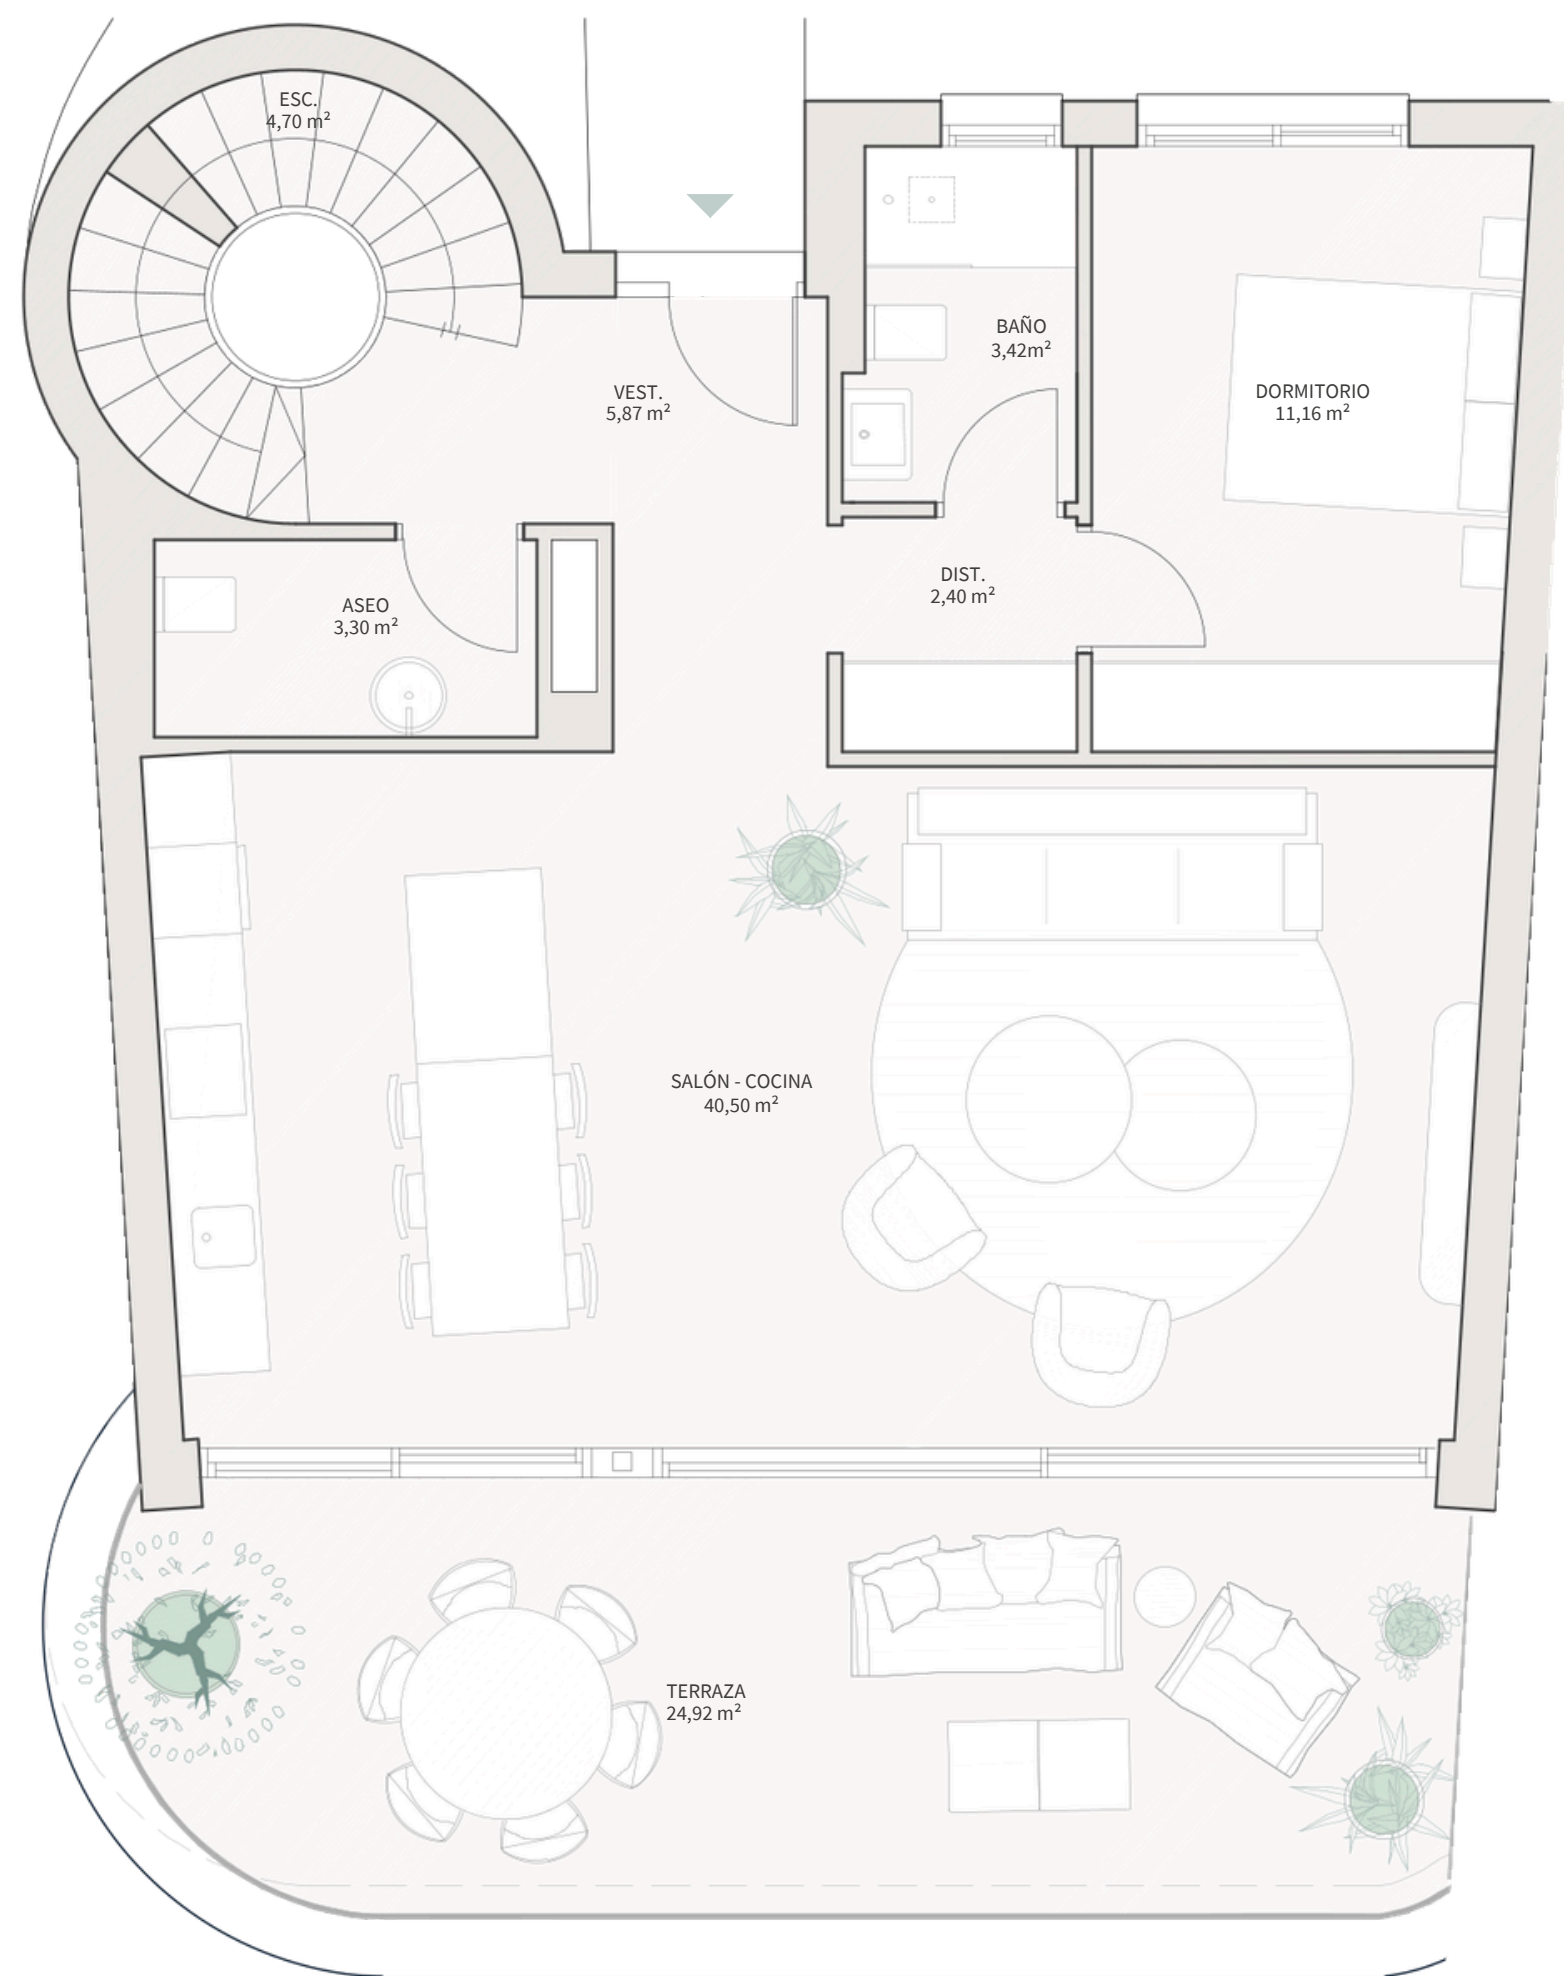 ESC.
4,70 m²
BAÑO
3,42m²
VEST.
5,87 m²
DORMITORIO
11,16 m²
DIST.
2,40 m²
ASEO
3,30 m²
SALÓN - COCINA
40,50 m²
TERRAZA
24,92 m²